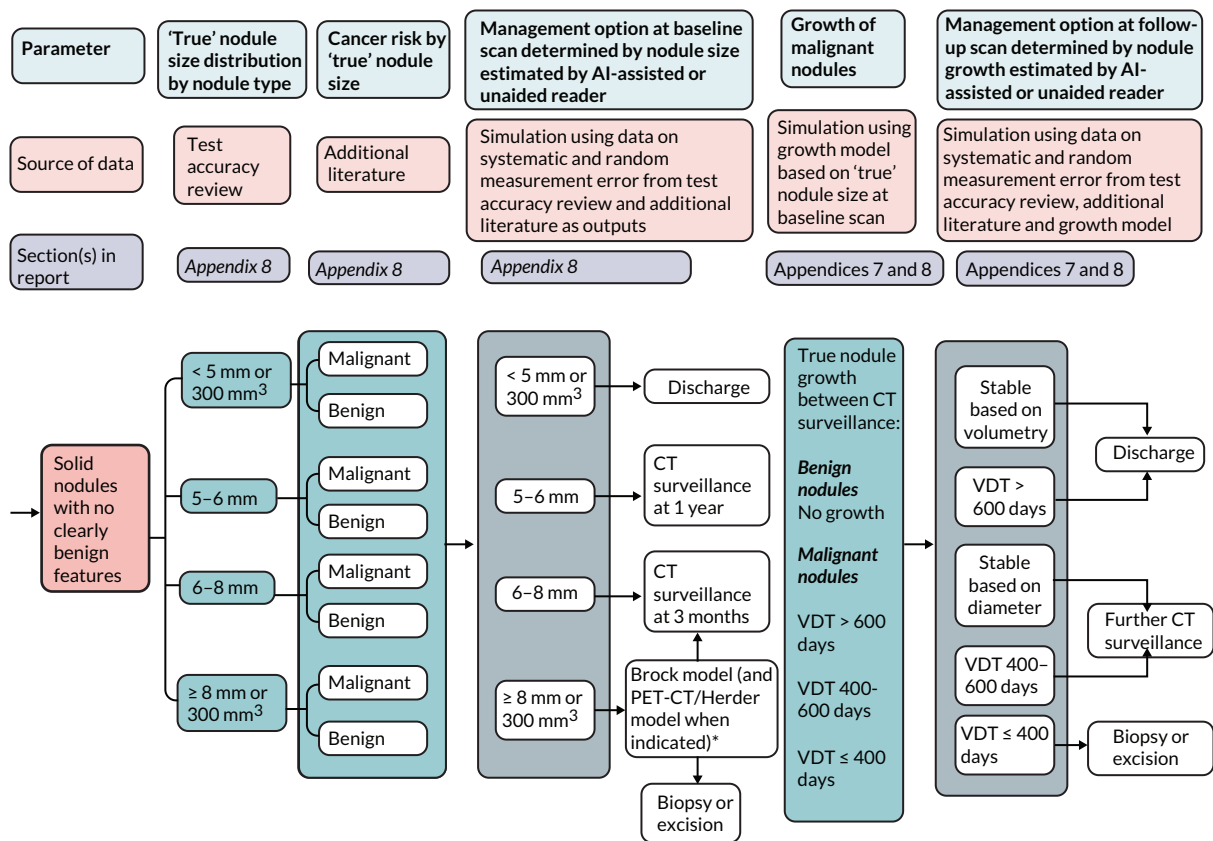 Parameter
‘True’ nodule
size distribution
by nodule type
Cancer risk by
‘true’ nodule
size
Management option at baseline
scan determined by nodule size
estimated by AI-assisted or
unaided reader
Growth of
malignant
nodules
Management option at follow-
up scan determined by nodule
growth estimated by AI-
assisted or unaided reader
Source of data
Test
accuracy
review
Additional
literature
Simulation using data on
systematic and random
measurement error from test
accuracy review and additional
literature as outputs
Simulation using
growth model
based on ‘true’
nodule size at
baseline scan
Simulation using data on
systematic and random
measurement error from test
accuracy review, additional
literature and growth model
Section(s) in
report
Appendix 8
Appendix 8
Appendix 8
Appendices 7 and 8
Appendices 7 and 8
Solid
nodules
with no
clearly
benign
features
< 5 mm or
300 mm³
5–6 mm
6–8 mm
≥ 8 mm or
300 mm³
Malignant
Benign
Malignant
Benign
Malignant
Benign
Malignant
Benign
< 5 mm or
300 mm³
5–6 mm
6–8 mm
≥ 8 mm or
300 mm³
Discharge
CT
surveillance
at 1 year
CT
surveillance
at 3 months
Brock model (and
PET-CT/Herder
model when
indicated)*
Biopsy or
excision
True nodule
growth
between CT
surveillance:
Benign
nodules
No growth
Malignant
nodules
VDT > 600
days
VDT 400-
600 days
VDT ≤ 400
days
Stable
based on
volumetry
VDT >
600 days
Stable
based on
diameter
VDT 400–
600 days
VDT ≤ 400
days
Discharge
Further CT
surveillance
Biopsy or
excision